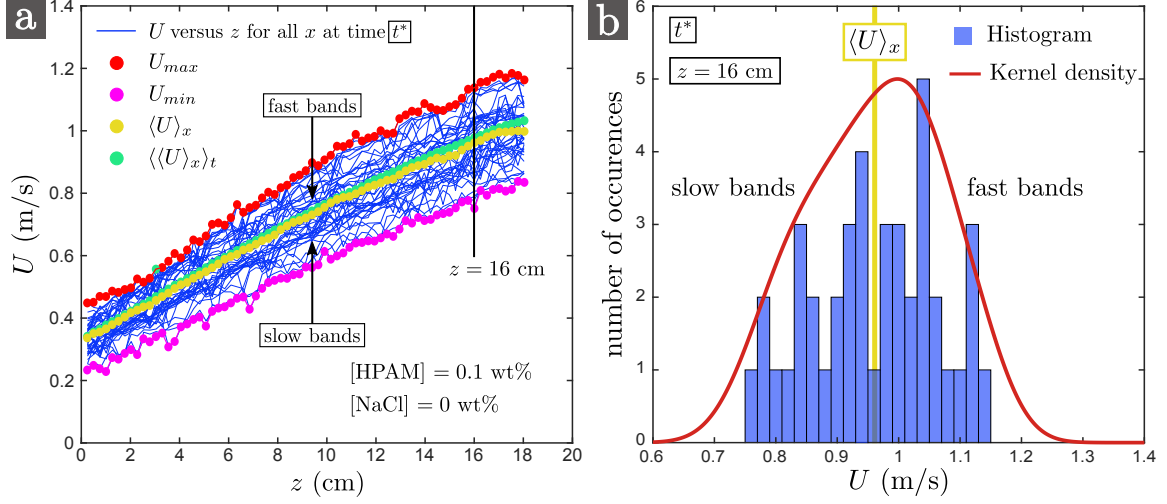 a
U versus z for all x at time t*
U_max
U_min
⟨U⟩_x
⟨⟨U⟩_x⟩_t
fast bands
z = 16 cm
slow bands
[HPAM] = 0.1 wt%
[NaCl] = 0 wt%
U (m/s)
0 0.2 0.4 0.6 0.8 1 1.2 1.4
0 2 4 6 8 10 12 14 16 18 20
z (cm)
b
t*
z = 16 cm
⟨U⟩_x
Histogram
Kernel density
slow bands
fast bands
number of occurences
0 1 2 3 4 5 6
0.6 0.7 0.8 0.9 1 1.1 1.2 1.3 1.4
U (m/s)